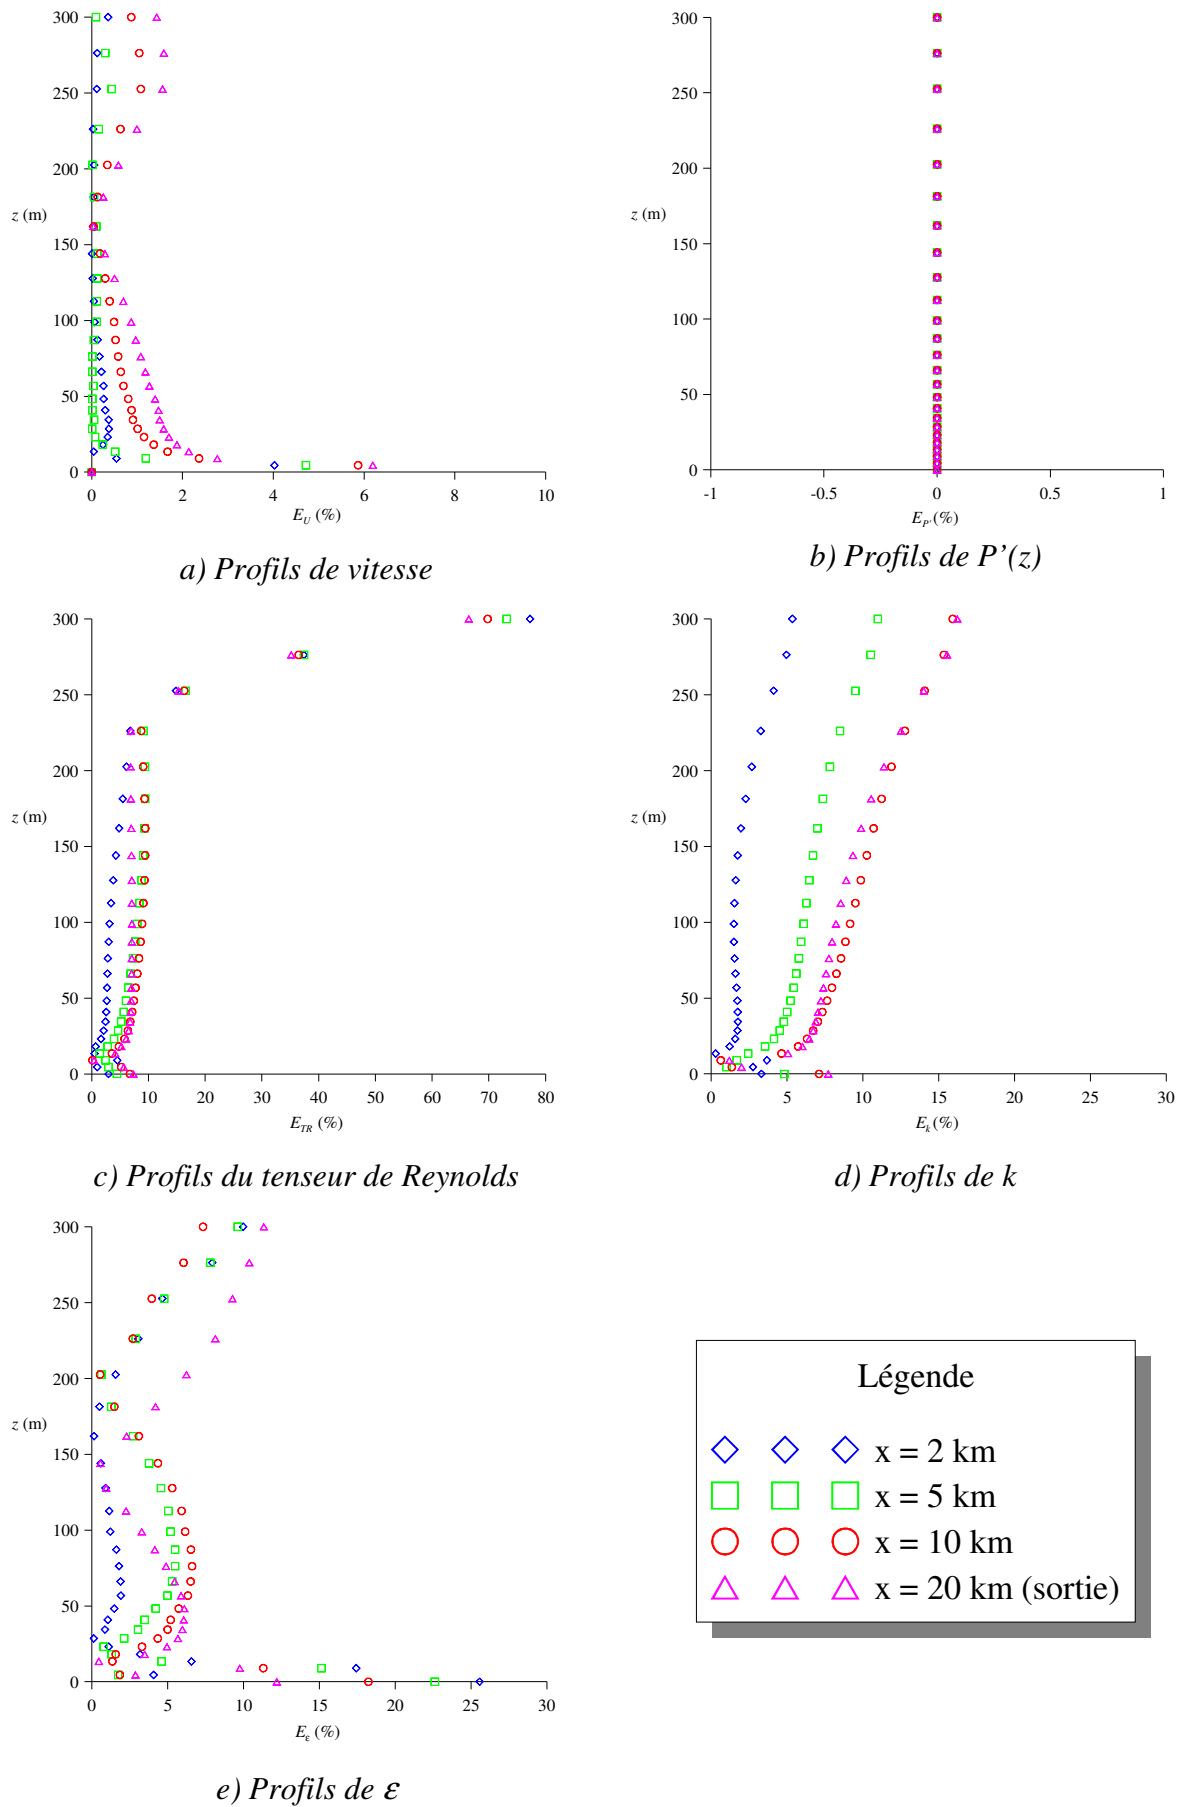 300
250
200
z (m)
150
100
50
0
0 2 4 6 8 10
E_U (%)
a) Profils de vitesse
300
250
200
z (m)
150
100
50
0
-1 -0.5 0 0.5 1
E_P' (%)
b) Profils de P’(z)
300
250
200
z (m)
150
100
50
0
0 10 20 30 40 50 60 70 80
E_TR (%)
c) Profils du tenseur de Reynolds
300
250
200
z (m)
150
100
50
0
0 5 10 15 20 25 30
E_k (%)
d) Profils de k
300
250
200
z (m)
150
100
50
0
0 5 10 15 20 25 30
E_ε (%)
e) Profils de ε
Légende
x = 2 km
x = 5 km
x = 10 km
x = 20 km (sortie)